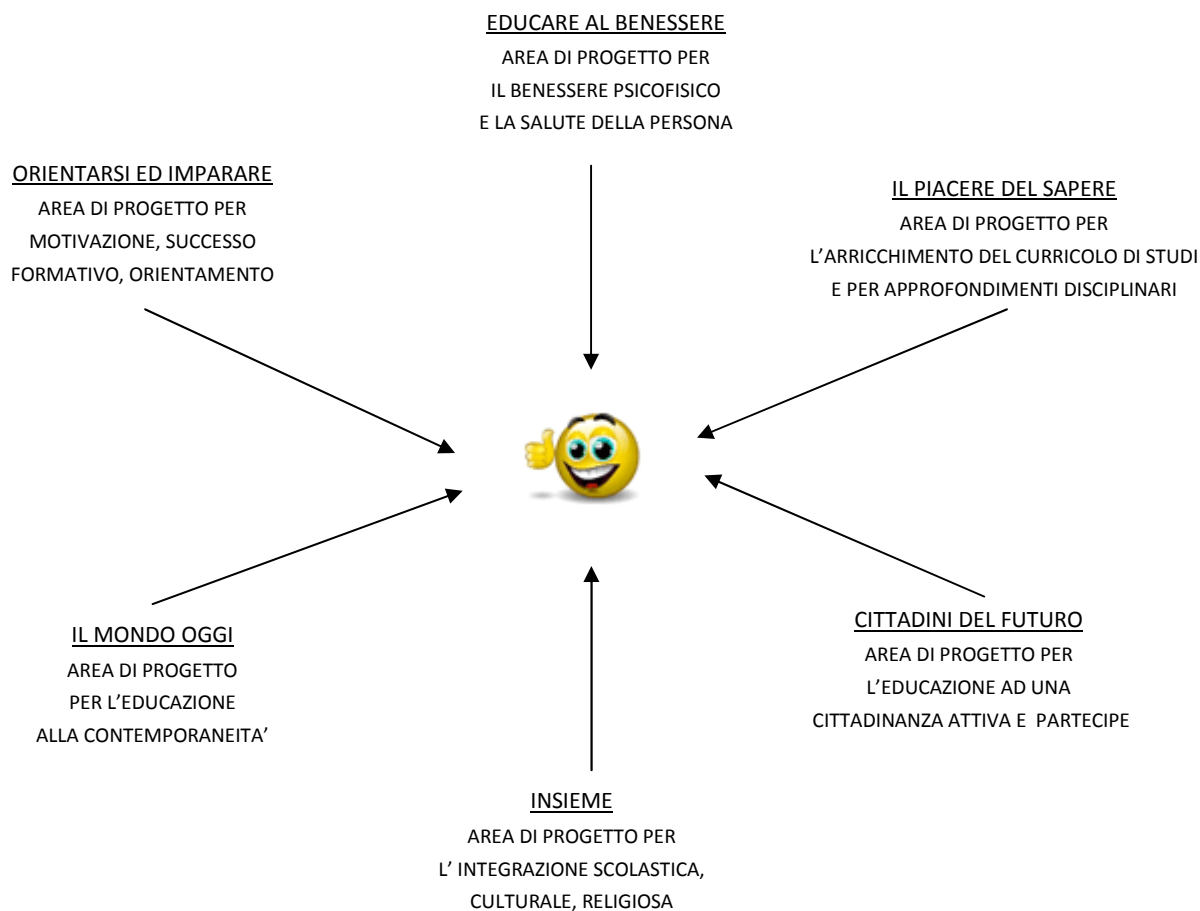 EDUCARE AL BENESSERE
AREA DI PROGETTO PER
IL BENESSERE PSICOFISICO
E LA SALUTE DELLA PERSONA
ORIENTARSI ED IMPARARE
AREA DI PROGETTO PER
MOTIVAZIONE, SUCCESSO
FORMATIVO, ORIENTAMENTO
IL PIACERE DEL SAPERE
AREA DI PROGETTO PER
L’ARRICCHIMENTO DEL CURRICOLO DI STUDI
E PER APPROFONDIMENTI DISCIPLINARI
IL MONDO OGGI
AREA DI PROGETTO
PER L’EDUCAZIONE
ALLA CONTEMPORANEITA’
CITTADINI DEL FUTURO
AREA DI PROGETTO PER
L’EDUCAZIONE AD UNA
CITTADINANZA ATTIVA E  PARTECIPE
INSIEME
AREA DI PROGETTO PER
L’ INTEGRAZIONE SCOLASTICA,
CULTURALE, RELIGIOSA